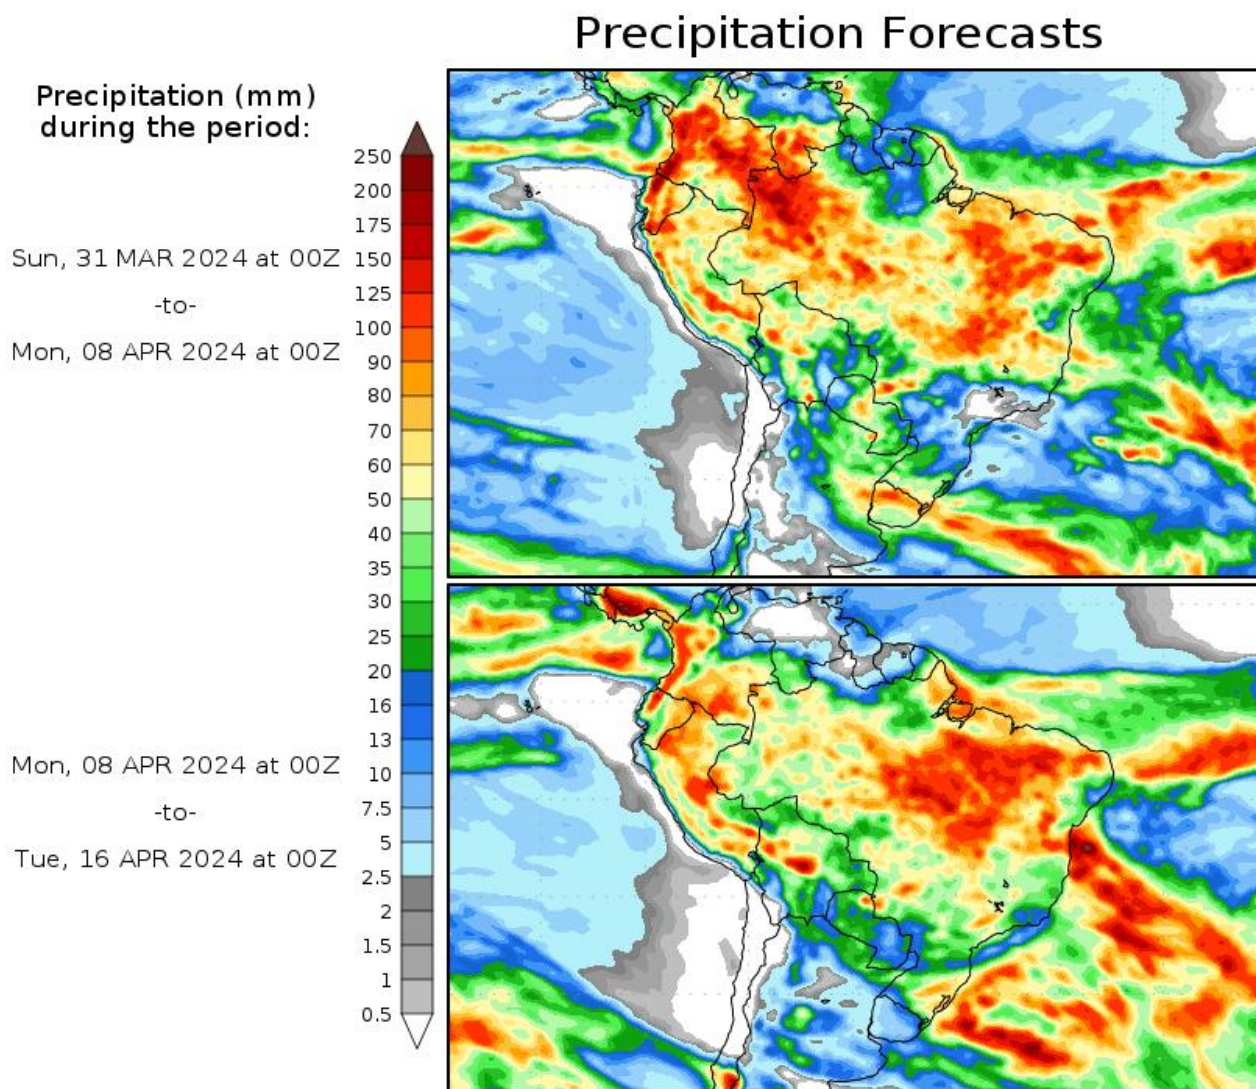 Precipitation Forecasts
Precipitation (mm)
during the period:
Sun, 31 MAR 2024 at 00Z
-to-
Mon, 08 APR 2024 at 00Z
Mon, 08 APR 2024 at 00Z
-to-
Tue, 16 APR 2024 at 00Z
250
200
175
150
125
100
90
80
70
60
50
40
35
30
25
20
16
13
10
7.5
5
2.5
2
1.5
1
0.5